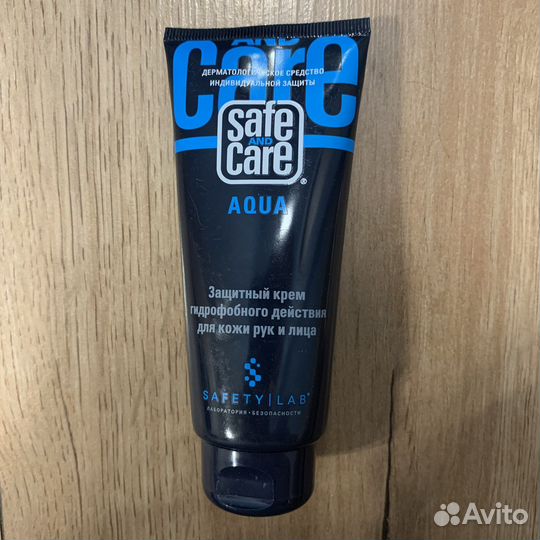 AND
care
ДЕРМАТОЛОГИЧЕСКОЕ СРЕДСТВО
ИНДИВИДУАЛЬНОЙ ЗАЩИТЫ
safe
AND
care®
AQUA
Защитный крем
гидрофобного действия
для кожи рук и лица
SAFETY|LAB®
ЛАБОРАТОРИЯ•БЕЗОПАСНОСТИ
Avito